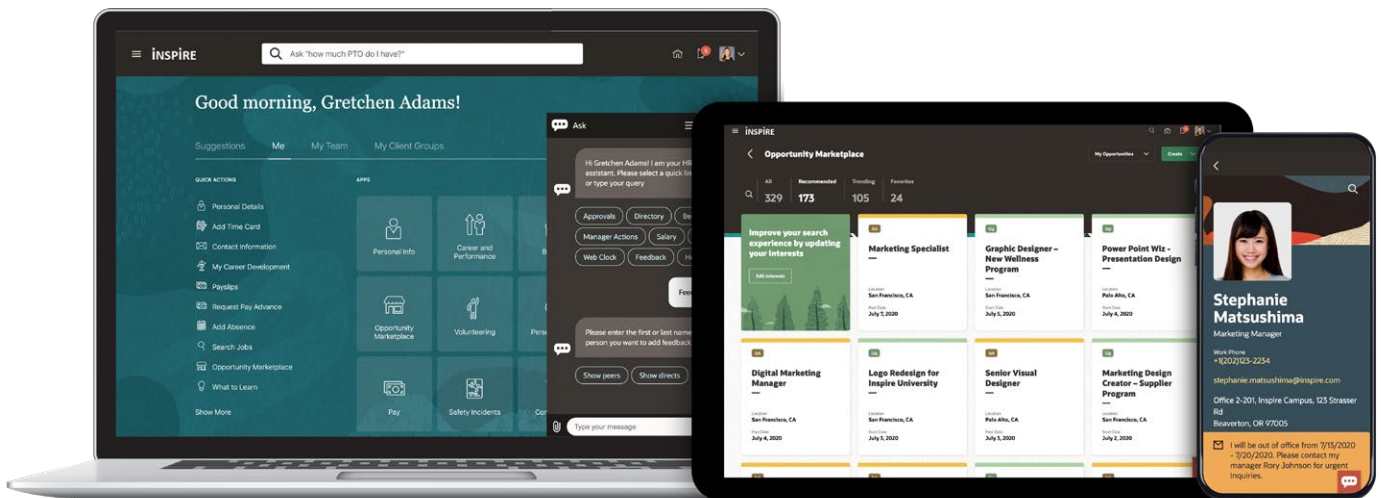 INSPIRE
Ask "how much PTO do I have?"
Good morning, Gretchen Adams!
Suggestions Me My Team My Client Groups
QUICK ACTIONS
Personal Details
Add Time Card
Contact Information
My Career Development
Payslips
Request Pay Advance
Add Absence
Search Jobs
Opportunity Marketplace
What to Learn
Show More
APPS
Personal Info
Career and
Performance
Opportunity
Marketplace
Volunteering
Pay
Safety Incidents
Ask
Hi Gretchen Adams! I am your HR
assistant. Please select a quick
or type your query
Approvals Directory
Manager Actions Salary
Web Clock Feedback
Please enter the first or last name
person you want to add feedback
Show peers Show directs
Type your message
INSPIRE
Opportunity Marketplace
My Opportunities Create
All Recommended Trending Favorites
329 173 105 24
Improve your search
experience by updating
your interests
Edit interests
Job
Marketing Specialist
Location
San Francisco, CA
Post Date
July 7, 2020
Gig
Graphic Designer –
New Wellness
Program
Location
San Francisco, CA
Start Date
July 5, 2020
Gig
Power Point Wiz -
Presentation Design
Location
Palo Alto, CA
Start Date
July 4, 2020
Job
Digital Marketing
Manager
Location
San Francisco, CA
Post Date
July 4, 2020
Gig
Logo Redesign for
Inspire University
Location
San Francisco, CA
Start Date
July 3, 2020
Job
Senior Visual
Designer
Location
Palo Alto, CA
Post Date
July 3, 2020
Gig
Marketing Design
Creator – Supplier
Program
Location
San Francisco, CA
Start Date
July 2, 2020
Stephanie
Matsushima
Marketing Manager
Work Phone
+1(202)123-2234
stephanie.matsushima@inspire.com
Office 2-201, Inspire Campus, 123 Strasser
Rd
Beaverton, OR 97005
I will be out of office from 7/13/2020
- 7/20/2020. Please contact my
manager Rory Johnson for urgent
inquiries.